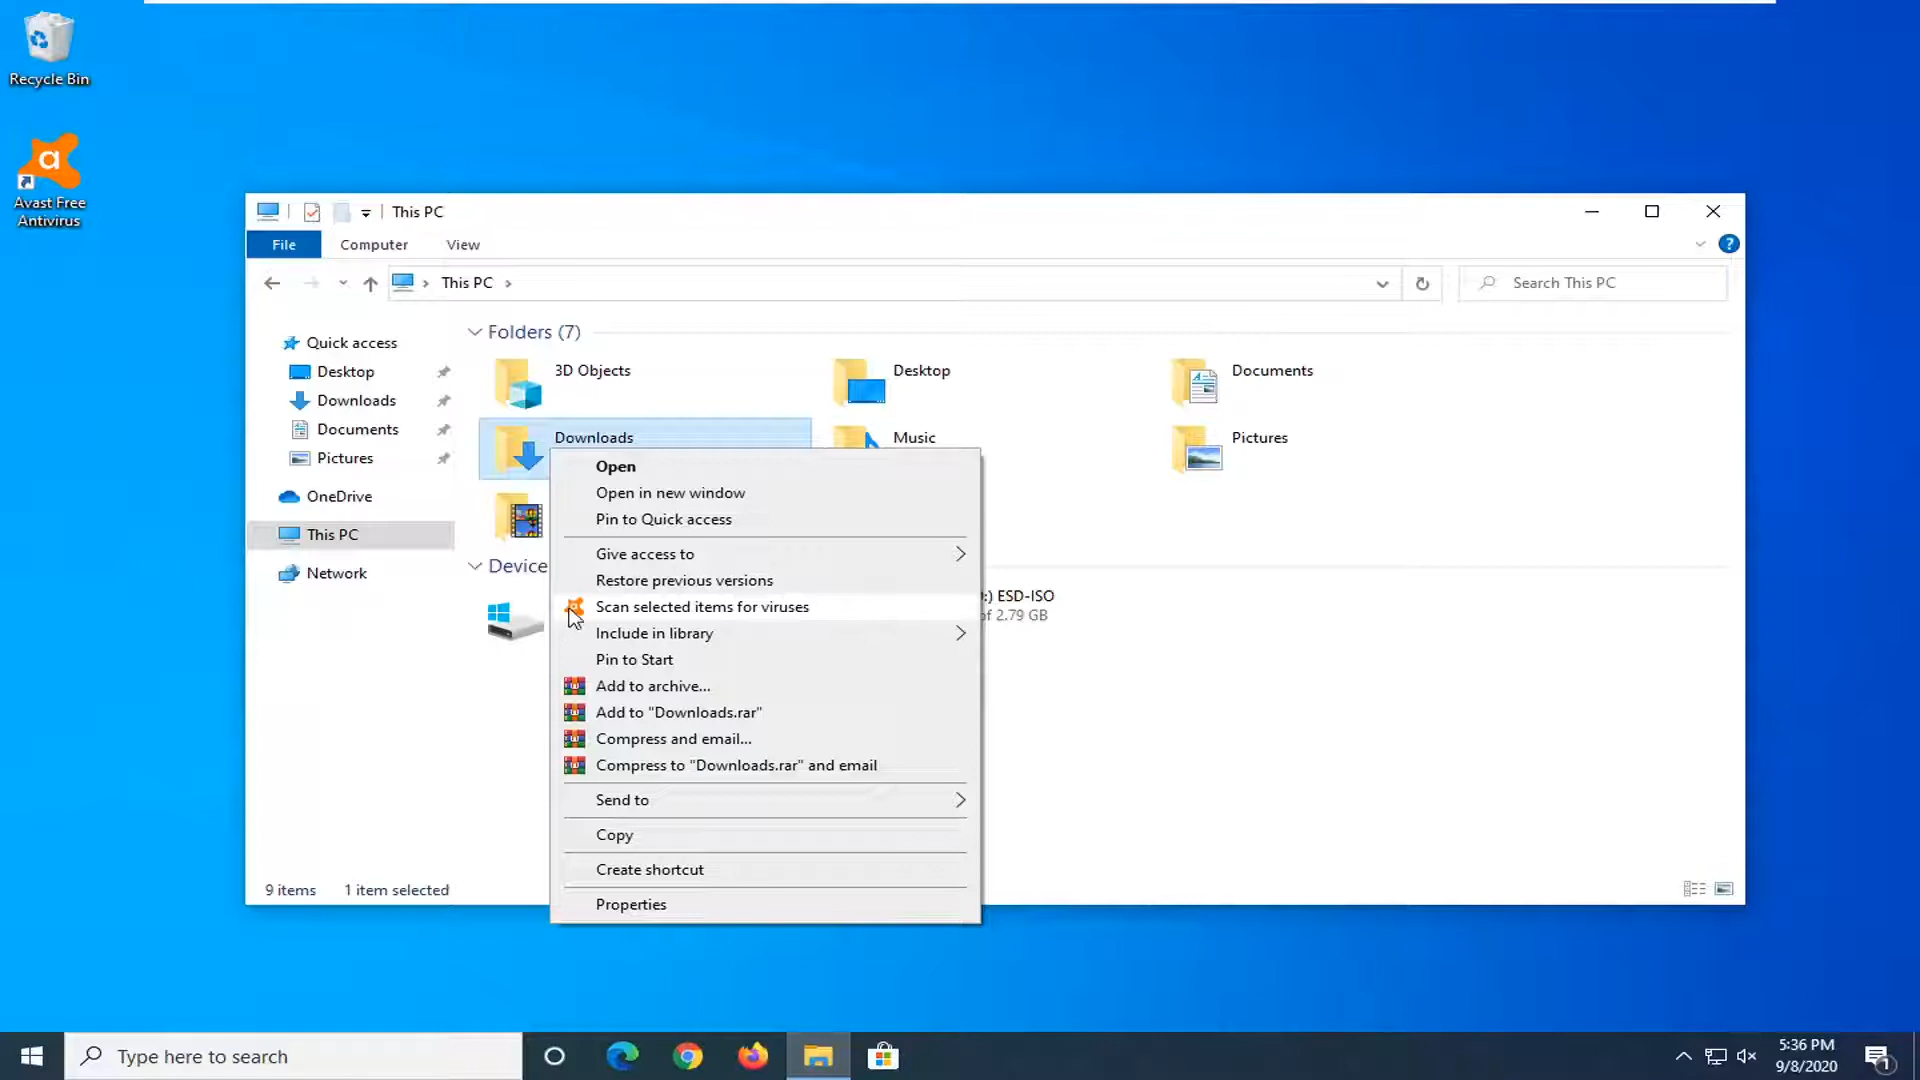 Recycle Bin
Avast Free
Antivirus
This PC
File
Computer
View
This PC
Search This PC
Quick access
Desktop
Downloads
Documents
Pictures
OneDrive
This PC
Network
Folders (7)
3D Objects
Desktop
Documents
Downloads
Music
Pictures
Device
:) ESD-ISO
of 2.79 GB
Open
Open in new window
Pin to Quick access
Give access to
Restore previous versions
Scan selected items for viruses
Include in library
Pin to Start
Add to archive...
Add to "Downloads.rar"
Compress and email...
Compress to "Downloads.rar" and email
Send to
Copy
Create shortcut
Properties
9 items
1 item selected
Type here to search
5:36 PM
9/8/2020
1